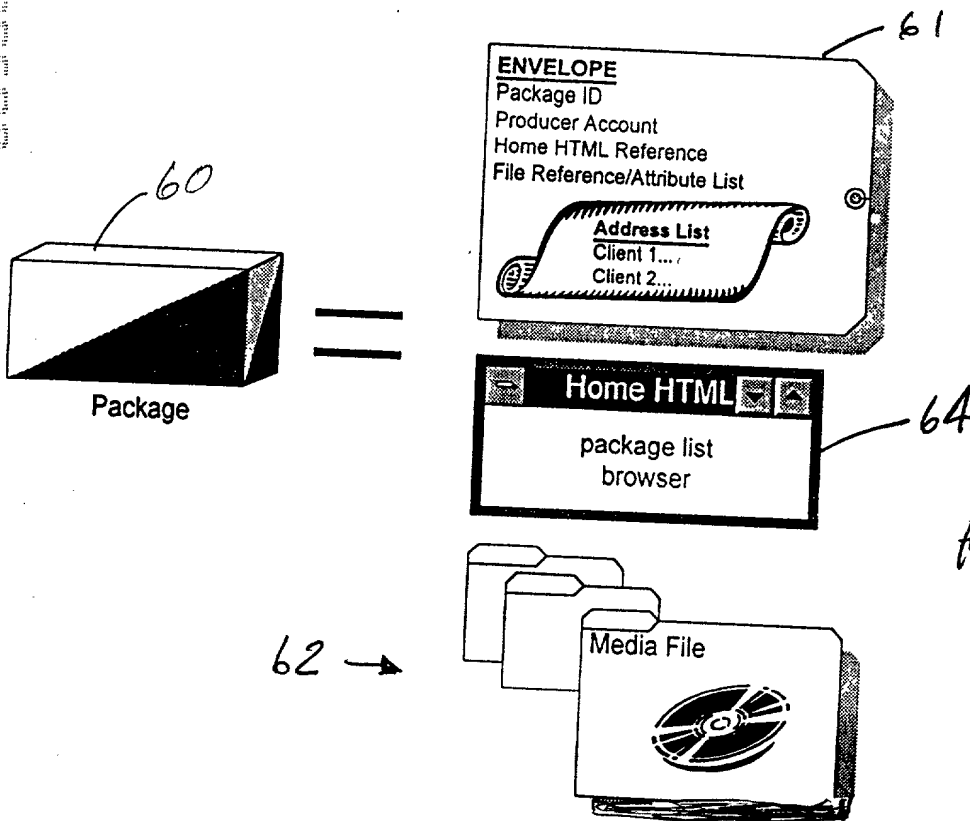 61
ENVELOPE
Package ID
Producer Account
Home HTML Reference
File Reference/Attribute List
Address List
Client 1...
Client 2...
60
Package
Home HTML
package list
browser
64
62
Media File